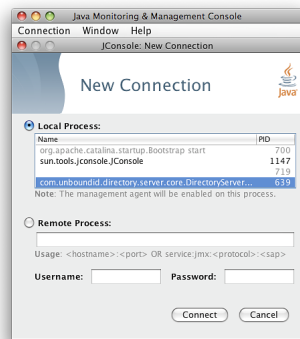 Java Monitoring & Management Console
Connection Window Help
JConsole: New Connection
New Connection
Java
Local Process:
Name PID
org.apache.catalina.startup.Bootstrap start 700
sun.tools.jconsole.JConsole 1147
719
com.unboundid.directory.server.core.DirectoryServer... 639
Note: The management agent will be enabled on this process.
Remote Process:
Usage: <hostname>:<port> OR service:jmx:<protocol>:<sap>
Username: Password:
Connect Cancel